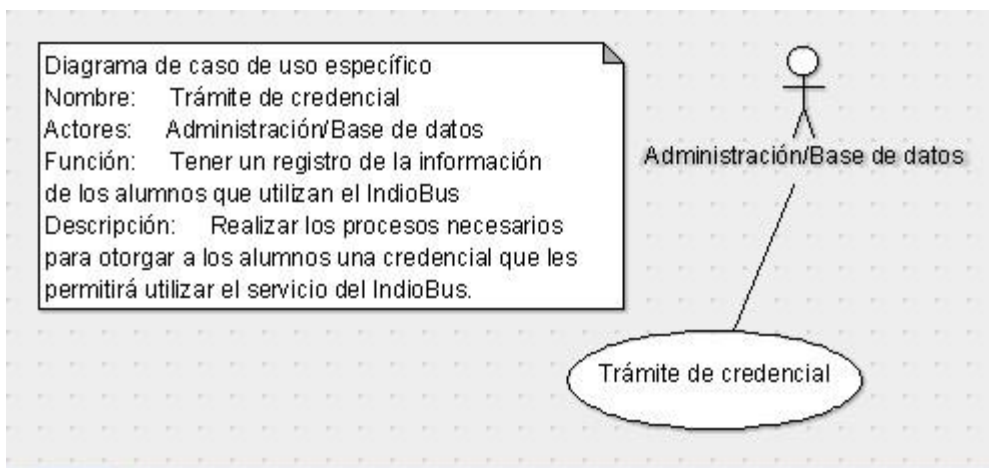 Diagrama de caso de uso específico
Nombre: Trámite de credencial
Actores: Administración/Base de datos
Función: Tener un registro de la información
de los alumnos que utilizan el IndioBus
Descripción: Realizar los procesos necesarios
para otorgar a los alumnos una credencial que les
permitirá utilizar el servicio del IndioBus.
Administración/Base de datos
Trámite de credencial